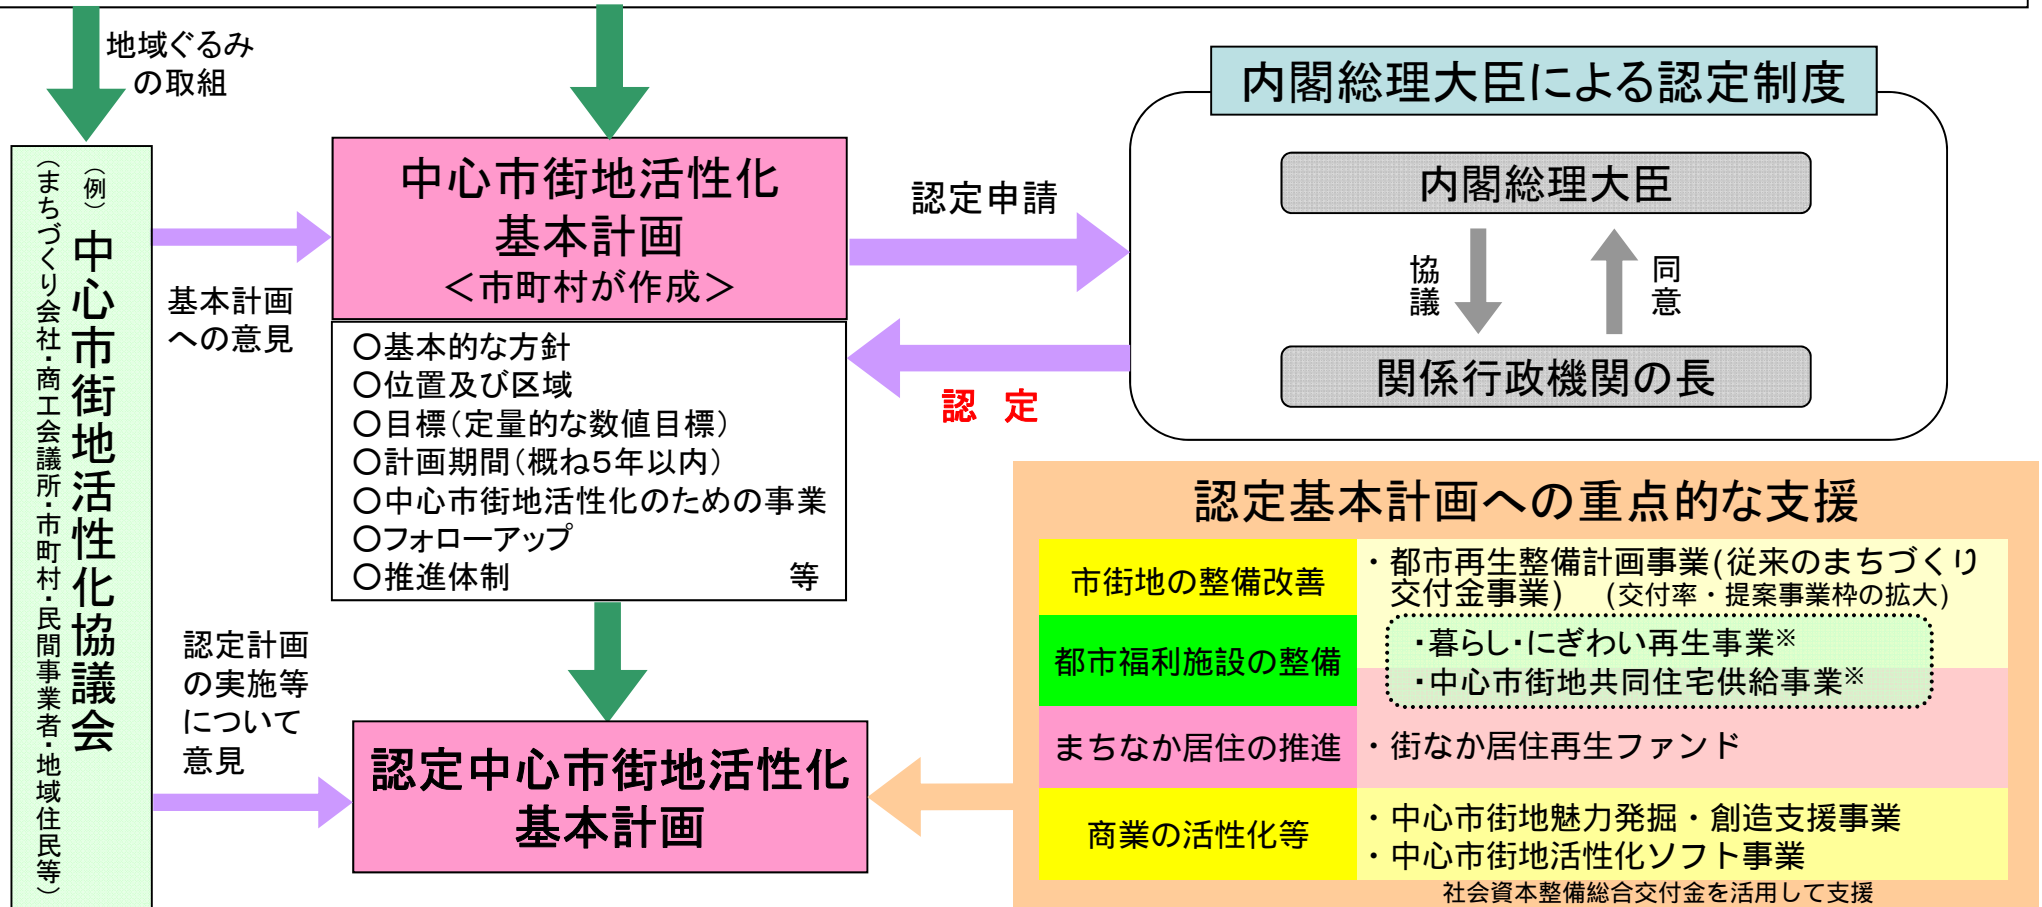 地域ぐるみ
の取組
内閣総理大臣による認定制度
(例)
中心市街地活性化協議会
(まちづくり会社・商工会議所・市町村・民間事業者・地域住民等)
基本計画
への意見
認定計画
の実施等
について
意見
中心市街地活性化
基本計画
<市町村が作成>
○基本的な方針
○位置及び区域
○目標(定量的な数値目標)
○計画期間(概ね5年以内)
○中心市街地活性化のための事業
○フォローアップ
○推進体制 等
認定申請
認 定
内閣総理大臣
協議
同意
関係行政機関の長
認定中心市街地活性化
基本計画
認定基本計画への重点的な支援
市街地の整備改善
・都市再生整備計画事業(従来のまちづくり
交付金事業) (交付率・提案事業枠の拡大)
都市福利施設の整備
・暮らし・にぎわい再生事業※
・中心市街地共同住宅供給事業※
まちなか居住の推進
・街なか居住再生ファンド
商業の活性化等
・中心市街地魅力発掘・創造支援事業
・中心市街地活性化ソフト事業
社会資本整備総合交付金を活用して支援